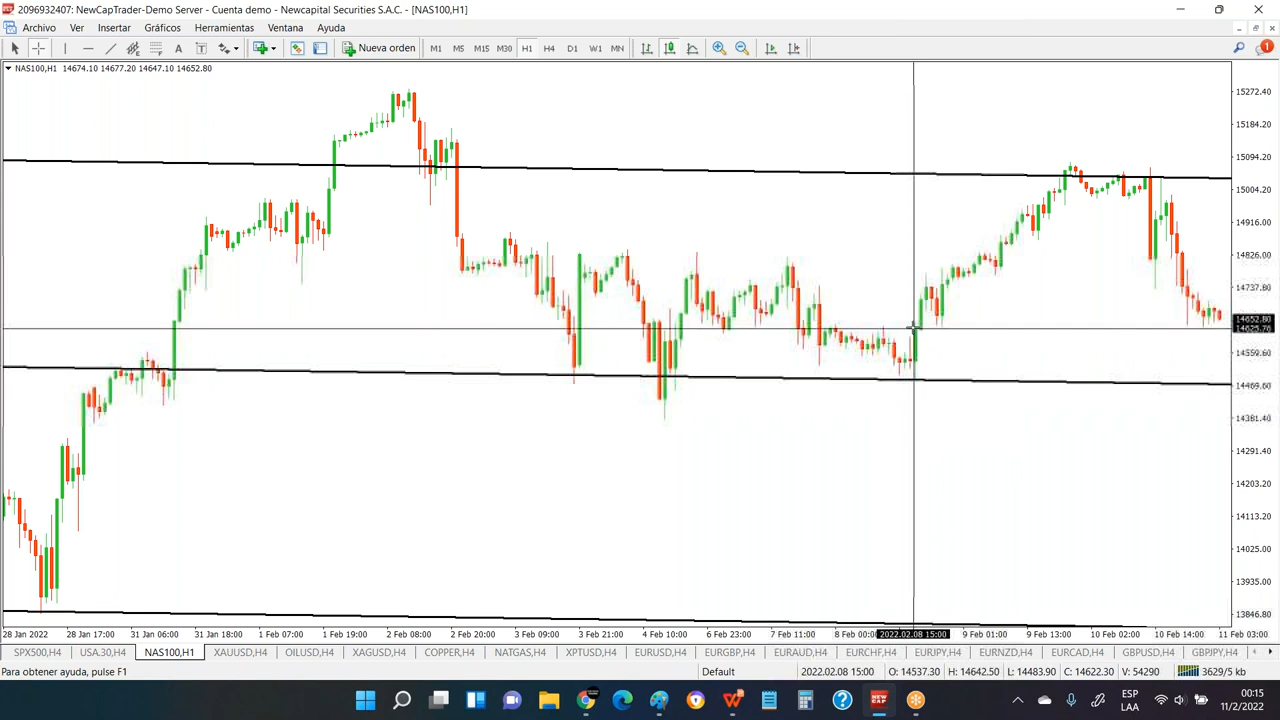 2096932407: NewCapTrader-Demo Server - Cuenta demo - Newcapital Securities S.A.C. - [NAS100,H1]
Archivo Ver Insertar Gráficos Herramientas Ventana Ayuda
A T Nueva orden M1 M5 M15 M30 H1 H4 D1 W1 MN 1
NAS100,H1 14674.10 14677.20 14647.10 14652.80
15272.40
15184.20
15094.20
15004.20
14916.00
14826.00
14737.80
14652.80
14625.70
14559.60
14469.60
14381.40
14291.40
14203.20
14113.20
14025.00
13935.00
13846.80
28 Jan 2022 28 Jan 17:00 31 Jan 06:00 31 Jan 18:00 1 Feb 07:00 1 Feb 19:00 2 Feb 08:00 2 Feb 20:00 3 Feb 09:00 3 Feb 21:00 4 Feb 10:00 6 Feb 23:00 7 Feb 11:00 8 Feb 00:00 2022.02.08 15:00 9 Feb 01:00 9 Feb 13:00 10 Feb 02:00 10 Feb 14:00 11 Feb 03:00
SPX500,H4 USA.30,H4 NAS100,H1 XAUUSD,H4 OILUSD,H4 XAGUSD,H4 COPPER,H4 NATGAS,H4 XPTUSD,H4 EURUSD,H4 EURGBP,H4 EURAUD,H4 EURCHF,H4 EURJPY,H4 EURNZD,H4 EURCAD,H4 GBPUSD,H4 GBPJPY,H4
Para obtener ayuda, pulse F1 Default 2022.02.08 15:00 O: 14537.30 H: 14642.50 L: 14483.90 C: 14622.30 V: 54290 3629/5 kb
NEW CAP
ESP
LAA
00:15
11/2/2022